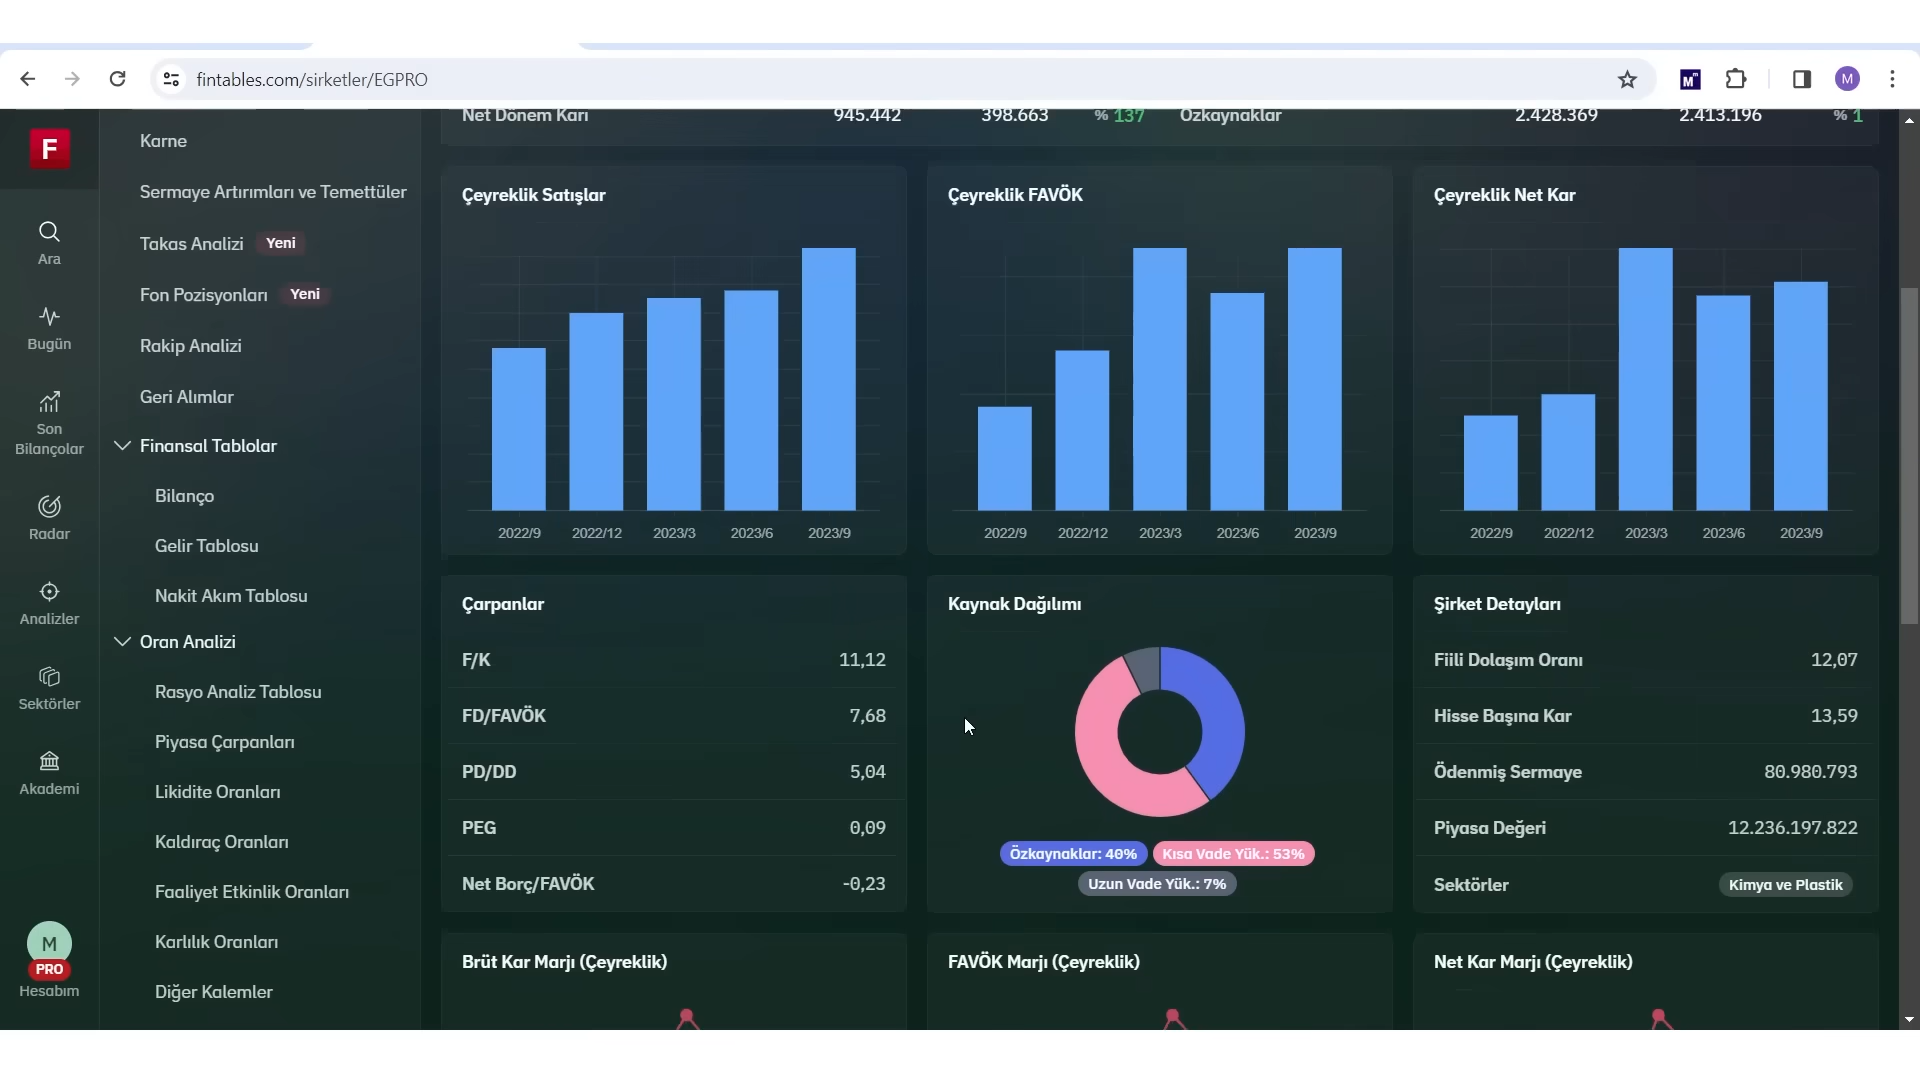 fintables.com/sirketler/EGPRO
M
M
F
Ara
Bugün
Son
Bilançolar
Radar
Analizler
Sektörler
Akademi
M
PRO
Hesabım
Karne
Sermaye Artırımları ve Temettüler
Takas Analizi Yeni
Fon Pozisyonları Yeni
Rakip Analizi
Geri Alımlar
Finansal Tablolar
Bilanço
Gelir Tablosu
Nakit Akım Tablosu
Oran Analizi
Rasyo Analiz Tablosu
Piyasa Çarpanları
Likidite Oranları
Kaldıraç Oranları
Faaliyet Etkinlik Oranları
Karlılık Oranları
Diğer Kalemler
Net Dönem Karı 945.442 398.663 % 137 Özkaynaklar 2.428.369 2.413.196 % 1
Çeyreklik Satışlar
2022/9 2022/12 2023/3 2023/6 2023/9
Çeyreklik FAVÖK
2022/9 2022/12 2023/3 2023/6 2023/9
Çeyreklik Net Kar
2022/9 2022/12 2023/3 2023/6 2023/9
Çarpanlar
F/K 11,12
FD/FAVÖK 7,68
PD/DD 5,04
PEG 0,09
Net Borç/FAVÖK -0,23
Kaynak Dağılımı
Özkaynaklar: 40% Kısa Vade Yük.: 53%
Uzun Vade Yük.: 7%
Şirket Detayları
Fiili Dolaşım Oranı 12,07
Hisse Başına Kar 13,59
Ödenmiş Sermaye 80.980.793
Piyasa Değeri 12.236.197.822
Sektörler Kimya ve Plastik
Brüt Kar Marjı (Çeyreklik)
FAVÖK Marjı (Çeyreklik)
Net Kar Marjı (Çeyreklik)